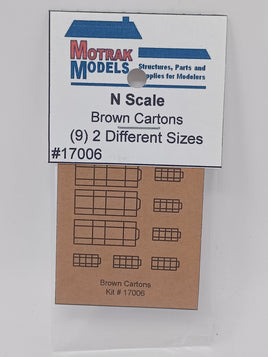 MOTRAK
MODELS
Structures, Parts and
Supplies for Modelers
N Scale
Brown Cartons
(9) 2 Different Sizes
#17006
Brown Cartons
Kit # 17006